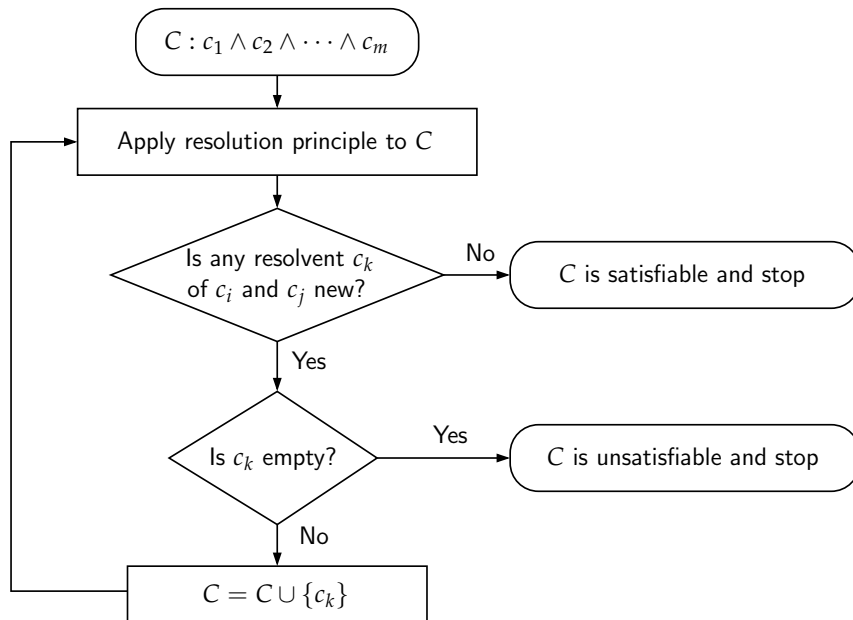 C : c₁ ∧ c₂ ∧ ⋯ ∧ cₘ
Apply resolution principle to C
Is any resolvent cₖ
of cᵢ and cⱼ new?
No
C is satisfiable and stop
Yes
Is cₖ empty?
Yes
C is unsatisfiable and stop
No
C = C ∪ {cₖ}